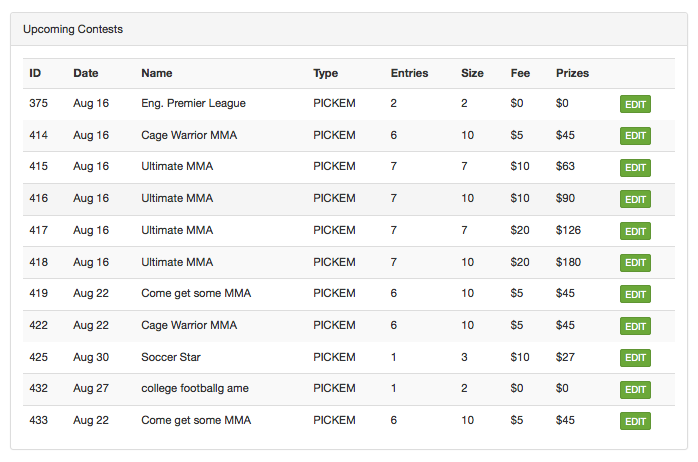 Upcoming Contests
ID Date Name Type Entries Size Fee Prizes
375 Aug 16 Eng. Premier League PICKEM 2 2 $0 $0 EDIT
414 Aug 16 Cage Warrior MMA PICKEM 6 10 $5 $45 EDIT
415 Aug 16 Ultimate MMA PICKEM 7 7 $10 $63 EDIT
416 Aug 16 Ultimate MMA PICKEM 7 10 $10 $90 EDIT
417 Aug 16 Ultimate MMA PICKEM 7 7 $20 $126 EDIT
418 Aug 16 Ultimate MMA PICKEM 7 10 $20 $180 EDIT
419 Aug 22 Come get some MMA PICKEM 6 10 $5 $45 EDIT
422 Aug 22 Cage Warrior MMA PICKEM 6 10 $5 $45 EDIT
425 Aug 30 Soccer Star PICKEM 1 3 $10 $27 EDIT
432 Aug 27 college footballg ame PICKEM 1 2 $0 $0 EDIT
433 Aug 22 Come get some MMA PICKEM 6 10 $5 $45 EDIT